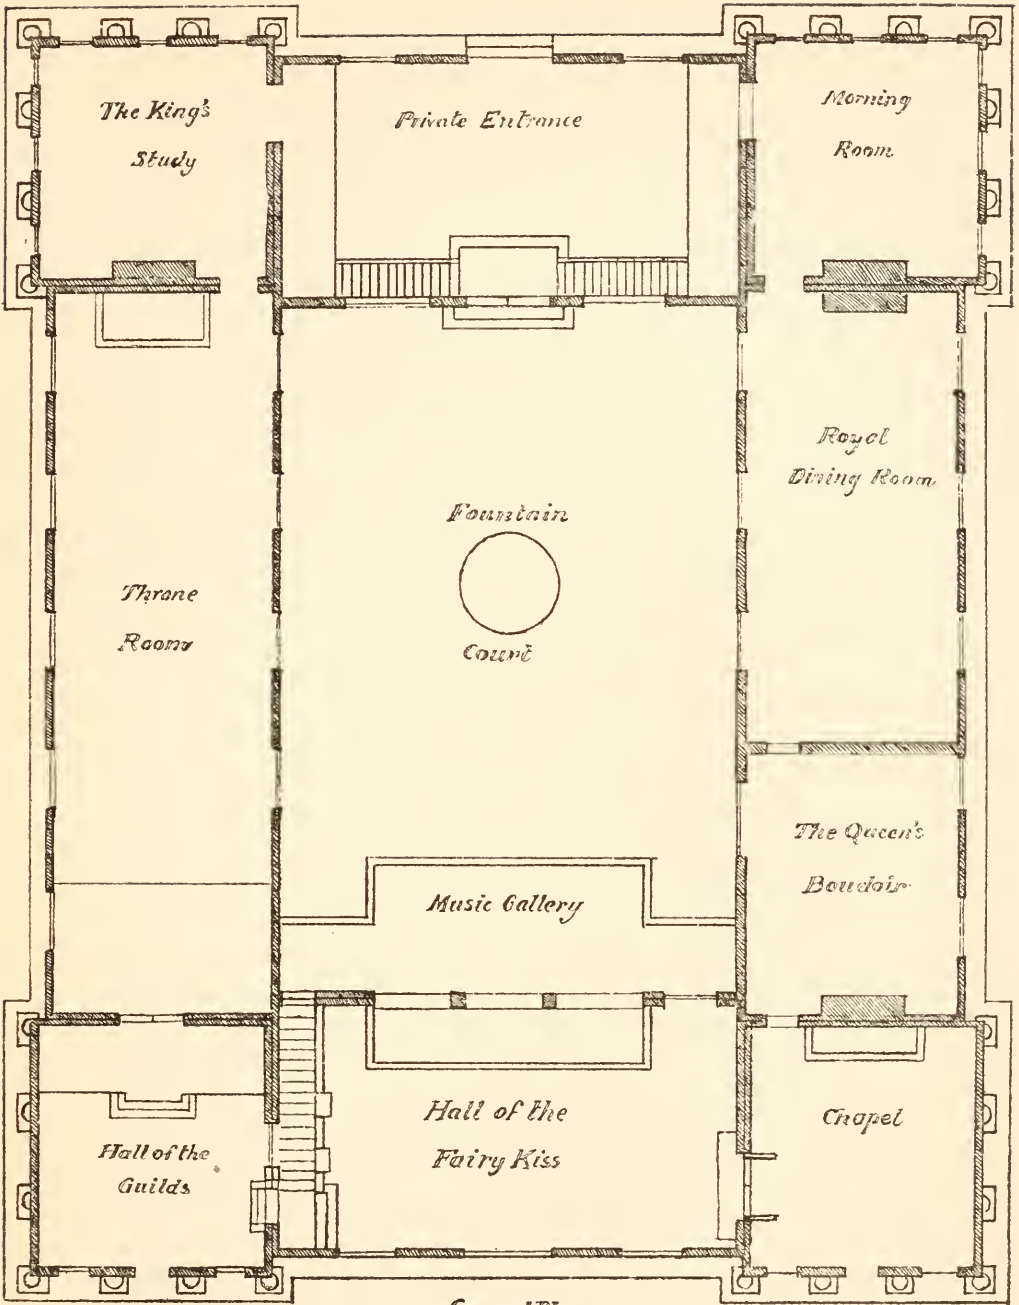 The King's
Study
Private Entrance
Morning
Room
Royal
Dining Room
Fountain
Court
Throne
Room
The Queen's
Boudoir
Music Gallery
Hall of the
Fairy Kiss
Chapel
Hall of the
Guilds